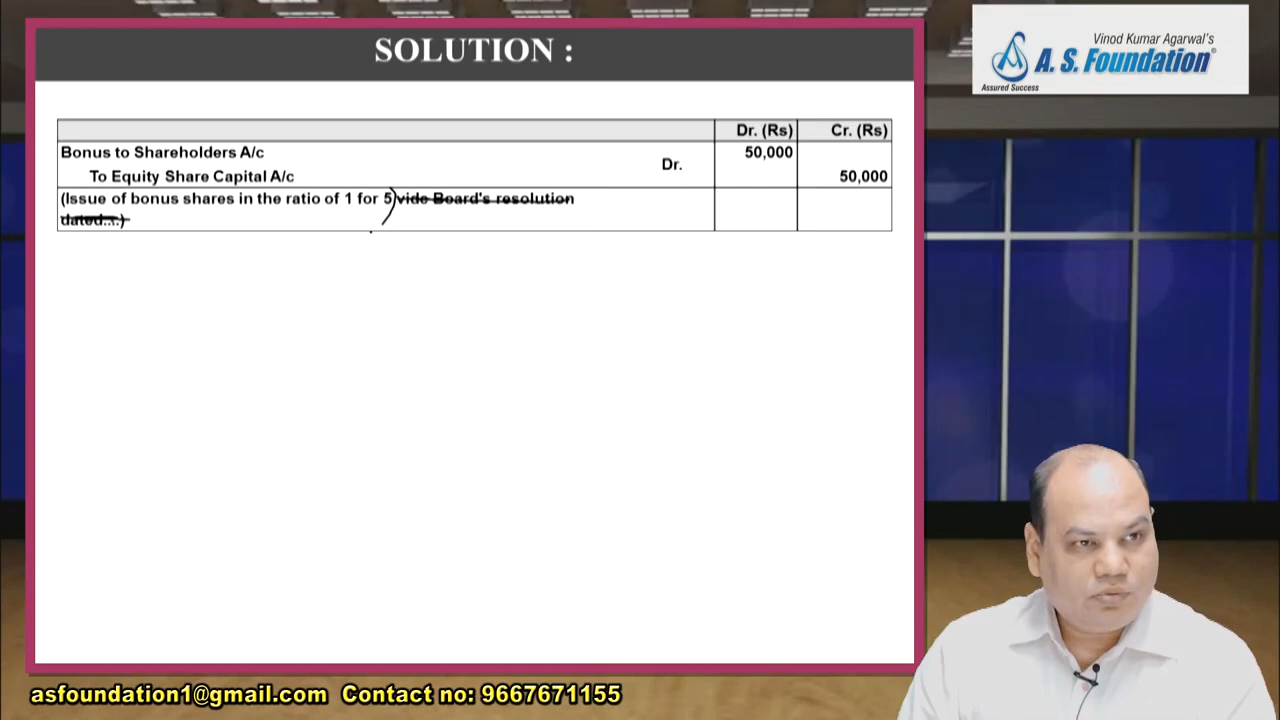 SOLUTION :
Vinod Kumar Agarwal's
A. S. Foundation®
Assured Success
Dr. (Rs) Cr. (Rs)
Bonus to Shareholders A/c Dr. 50,000
To Equity Share Capital A/c 50,000
(Issue of bonus shares in the ratio of 1 for 5) vide Board's resolution
dated....)
asfoundation1@gmail.com Contact no: 9667671155